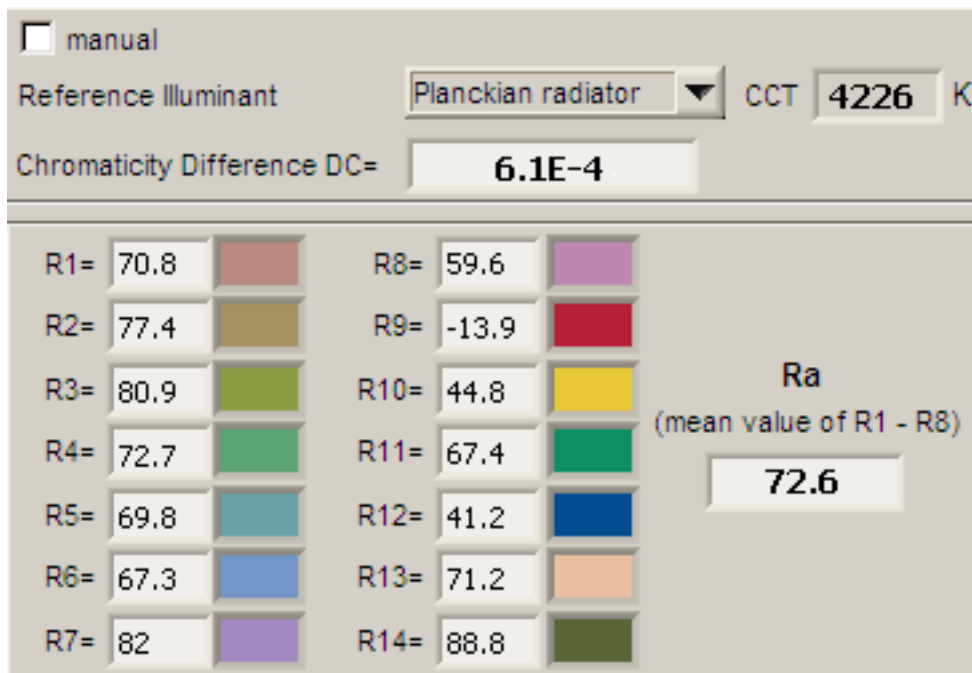 manual
Reference Illuminant Planckian radiator CCT 4226 K
Chromaticity Difference DC= 6.1E-4
R1= 70.8 R8= 59.6
R2= 77.4 R9= -13.9
R3= 80.9 R10= 44.8
Ra
(mean value of R1 - R8)
R4= 72.7 R11= 67.4
72.6
R5= 69.8 R12= 41.2
R6= 67.3 R13= 71.2
R7= 82 R14= 88.8